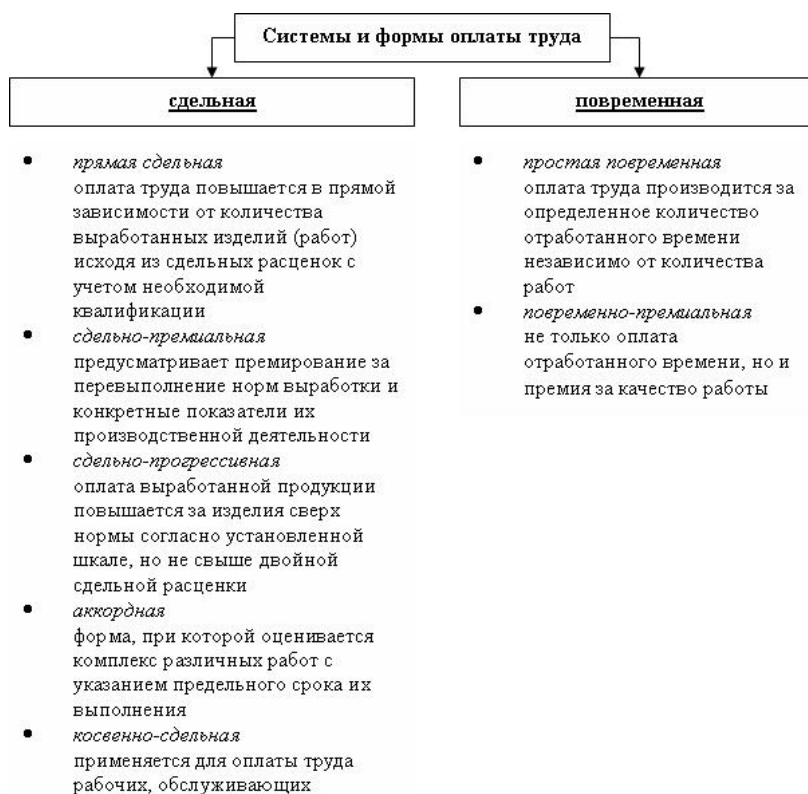 Системы и формы оплаты труда
сдельная
прямая сдельная
оплата труда повышается в прямой
зависимости от количества
выработанных изделий (работ)
исходя из сдельных расценок с
учетом необходимой
квалификации
сдельно-премиальная
предусматривает премирование за
перевыполнение норм выработки и
конкретные показатели их
производственной деятельности
сдельно-прогрессивная
оплата выработанной продукции
повышается за изделия сверх
нормы согласно установленной
шкале, но не свыше двойной
сдельной расценки
аккордная
форма, при которой оценивается
комплекс различных работ с
указанием предельного срока их
выполнения
косвенно-сдельная
применяется для оплаты труда
рабочих, обслуживающих
повременная
простая повременная
оплата труда производится за
определенное количество
отработанного времени
независимо от количества
работ
повременно-премиальная
не только оплата
отработанного времени, но и
премия за качество работы